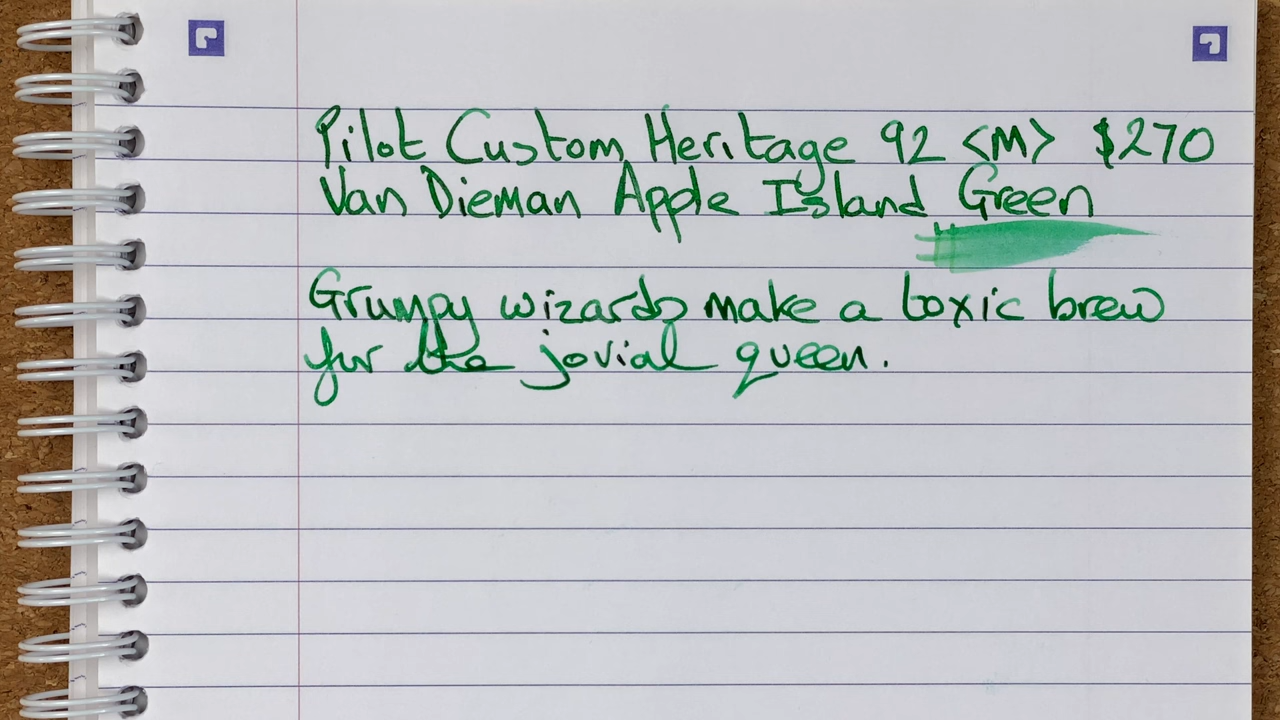 Pilot Custom Heritage 92 <M> $270
Van Dieman Apple Island Green
Grumpy wizards make a toxic brew
for the jovial queen.